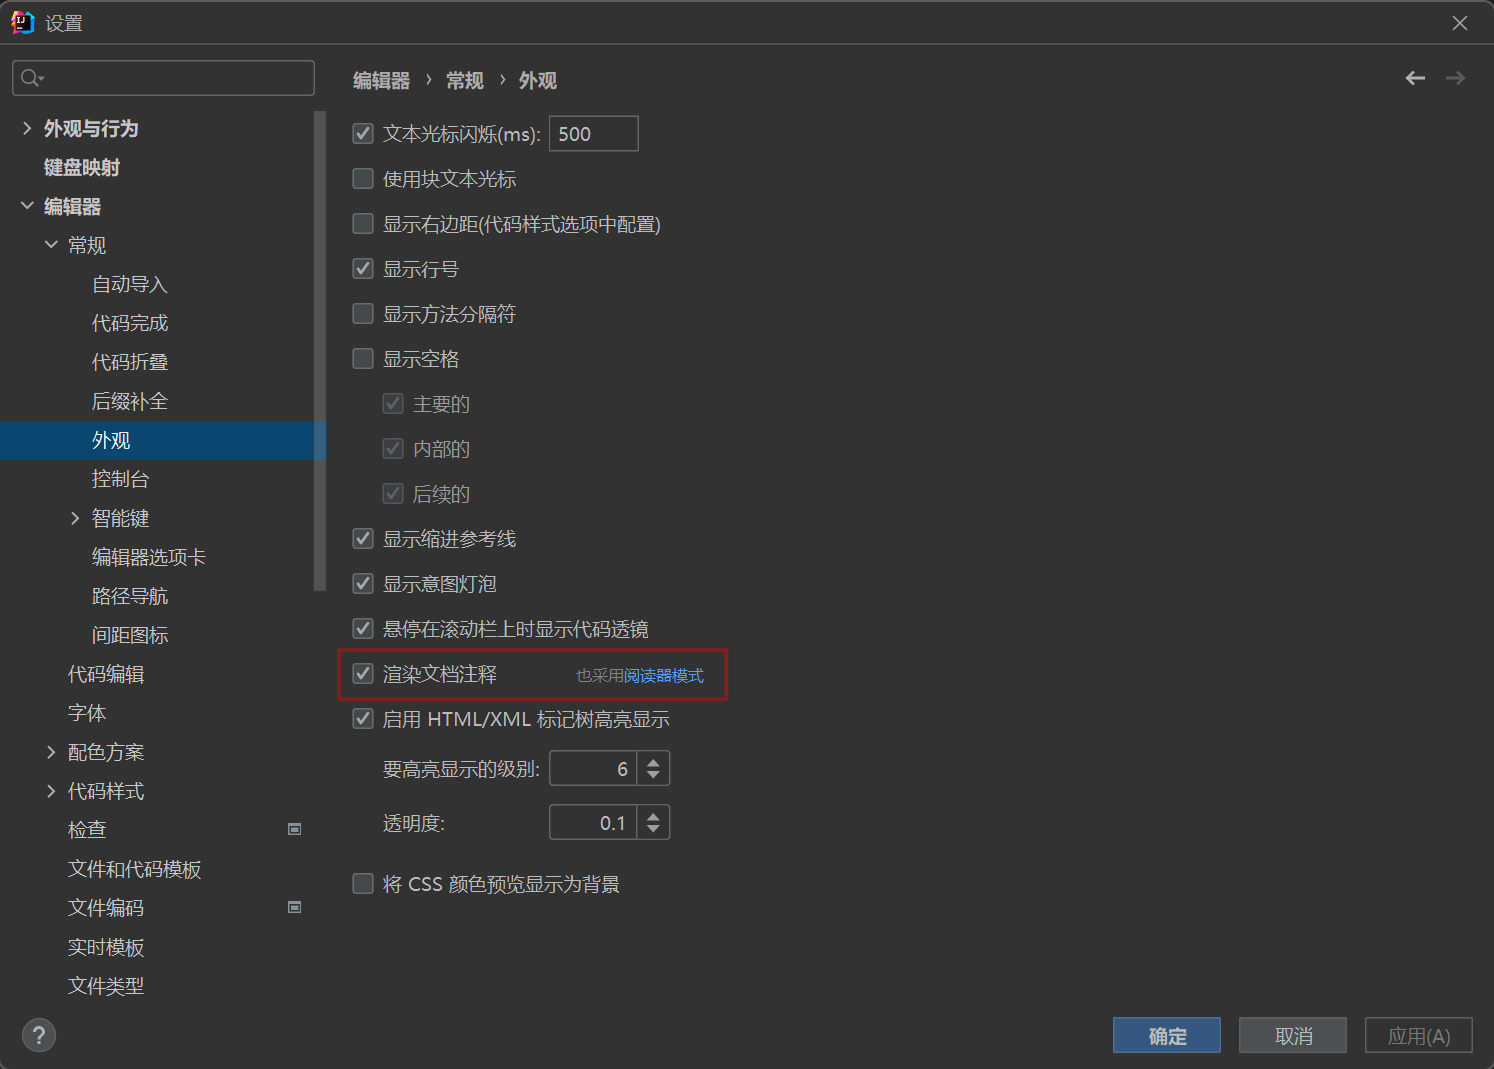 设置
编辑器 › 常规 › 外观
外观与行为
键盘映射
编辑器
常规
自动导入
代码完成
代码折叠
后缀补全
外观
控制台
智能键
编辑器选项卡
路径导航
间距图标
代码编辑
字体
配色方案
代码样式
检查
文件和代码模板
文件编码
实时模板
文件类型
文本光标闪烁(ms): 500
使用块文本光标
显示右边距(代码样式选项中配置)
显示行号
显示方法分隔符
显示空格
主要的
内部的
后续的
显示缩进参考线
显示意图灯泡
悬停在滚动栏上时显示代码透镜
渲染文档注释 也采用阅读器模式
启用 HTML/XML 标记树高亮显示
要高亮显示的级别: 6
透明度: 0.1
将 CSS 颜色预览显示为背景
?
确定 取消 应用(A)